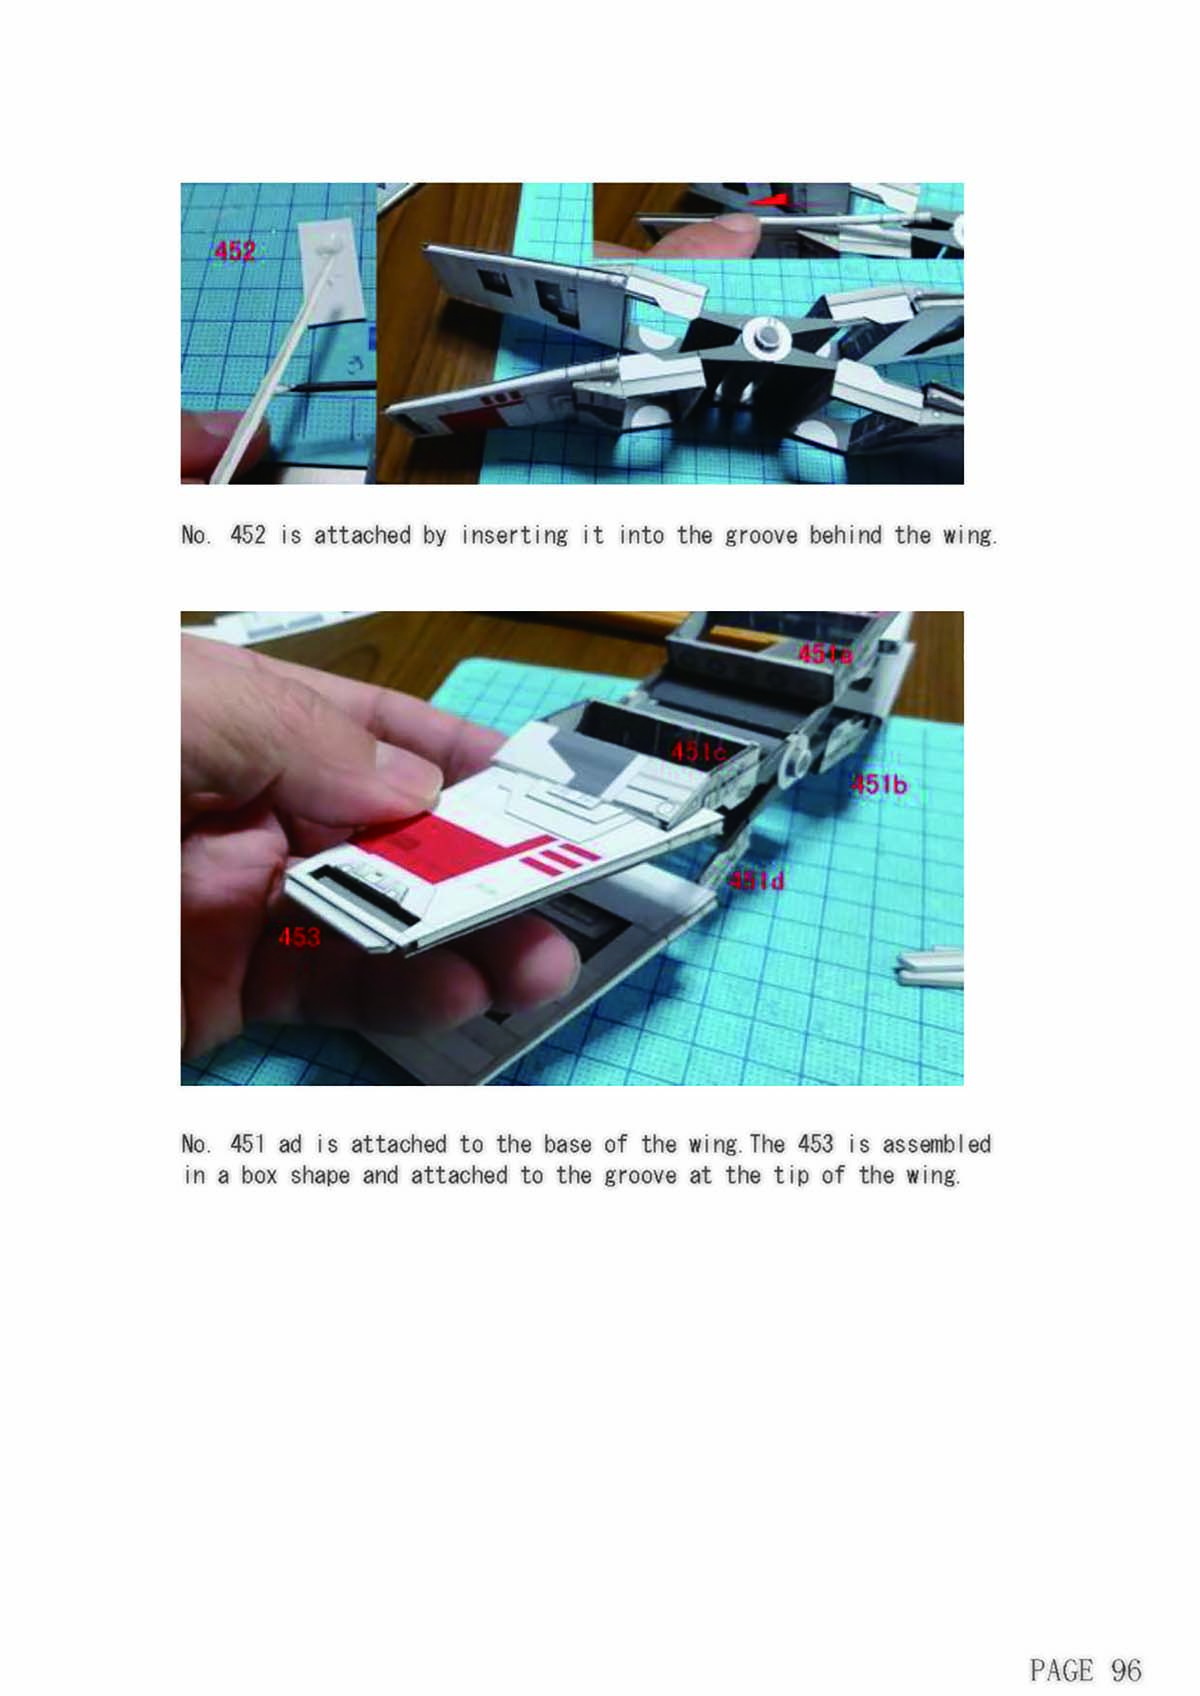 452
No. 452 is attached by inserting it into the groove behind the wing.
451a
451c
451b
451d
453
No. 451 ad is attached to the base of the wing.The 453 is assembled
in a box shape and attached to the groove at the tip of the wing.
PAGE 96